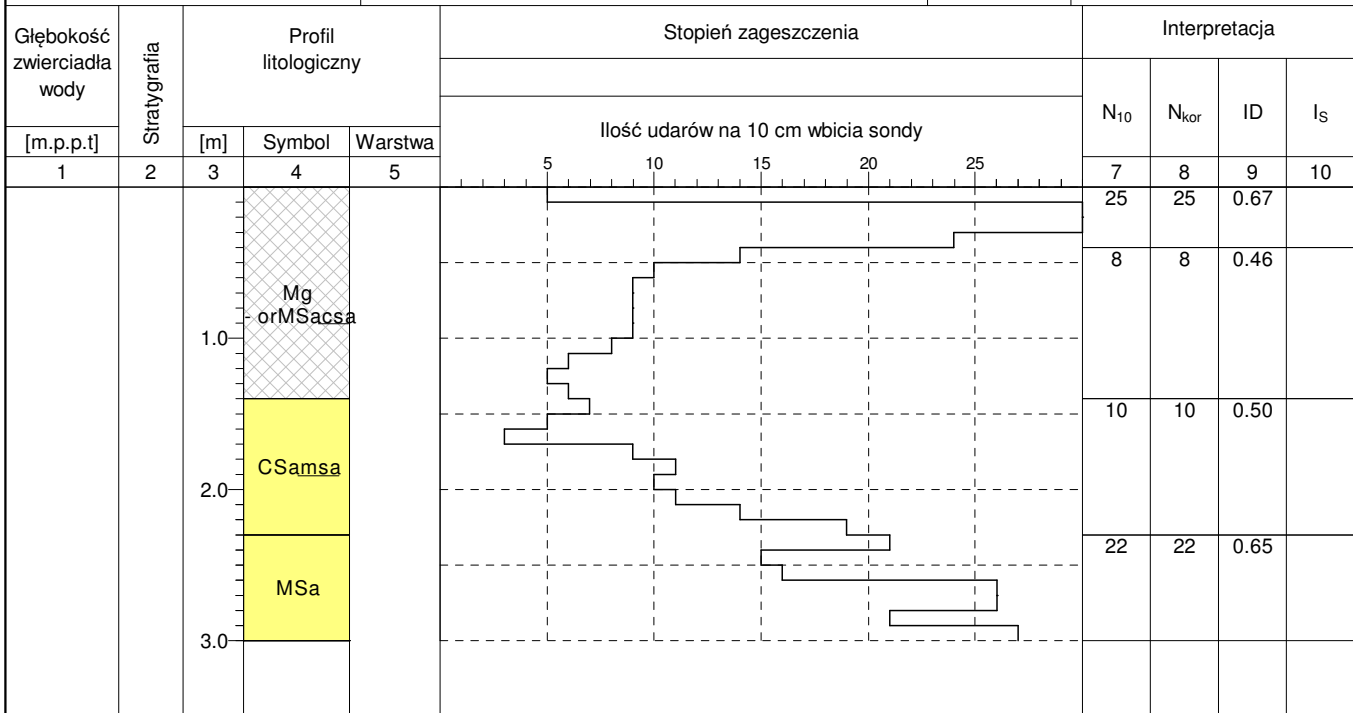 Głębokość
zwierciadła
wody
[m.p.p.t]
Stratygrafia
Profil
litologiczny
[m] Symbol Warstwa
Stopień zageszczenia
Ilość udarów na 10 cm wbicia sondy
5 10 15 20 25
Interpretacja
N10 Nkor ID IS
1 2 3 4 5 7 8 9 10
25 25 0.67
8 8 0.46
Mg
- orMSacsa
1.0
10 10 0.50
CSamsa
2.0
22 22 0.65
MSa
3.0